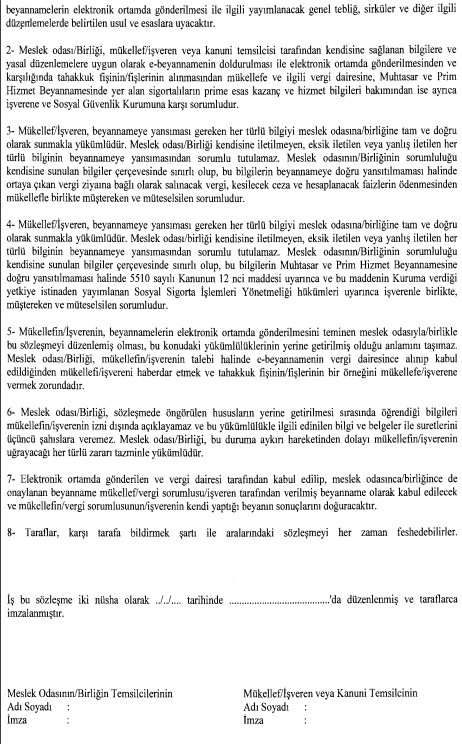 beyannamelerin elektronik ortamda gönderilmesi ile ilgili yayımlanacak genel tebliğ, sirküler ve diğer ilgili
düzenlemelerde belirtilen usul ve esaslara uyacaktır.
2- Meslek odası/Birliği, mükellef/işveren veya kanuni temsilcisi tarafından kendisine sağlanan bilgilere ve
yasal düzenlemelere uygun olarak e-beyannamenin doldurulması ile elektronik ortamda gönderilmesinden ve
karşılığında tahakkuk fişinin/fişlerinin alınmasından mükellefe ve ilgili vergi dairesine, Muhtasar ve Prim
Hizmet Beyannamesinde yer alan sigortalıların prime esas kazanç ve hizmet bilgileri bakımından ise ayrıca
işverene ve Sosyal Güvenlik Kurumuna karşı sorumludur.
3- Mükellef/İşveren, beyannameye yansıması gereken her türlü bilgiyi meslek odasına/birliğine tam ve doğru
olarak sunmakla yükümlüdür. Meslek odası/Birliği kendisine iletilmeyen, eksik iletilen veya yanlış iletilen her
türlü bilginin beyannameye yansımasından sorumlu tutulamaz. Meslek odasının/Birliğinin sorumluluğu
kendisine sunulan bilgiler çerçevesinde sınırlı olup, bu bilgilerin beyannameye doğru yansıtılmaması halinde
ortaya çıkan vergi ziyaına bağlı olarak salınacak vergi, kesilecek ceza ve hesaplanacak faizlerin ödenmesinden
mükellefle birlikte müştereken ve müteselsilen sorumludur.
4- Mükellef/İşveren, beyannameye yansıması gereken her türlü bilgiyi meslek odasına/birliğine tam ve doğru
olarak sunmakla yükümlüdür. Meslek odası/birliği kendisine iletilmeyen, eksik iletilen veya yanlış iletilen her
türlü bilginin beyannameye yansımasından sorumlu tutulamaz. Meslek odasının/Birliğinin sorumluluğu
kendisine sunulan bilgiler çerçevesinde sınırlı olup, bu bilgilerin Muhtasar ve Prim Hizmet Beyannamesine
doğru yansıtılmaması halinde 5510 sayılı Kanunun 12 nci maddesi uyarınca ve bu maddenin Kuruma verdiği
yetkiye istinaden yayımlanan Sosyal Sigorta İşlemleri Yönetmeliği hükümleri uyarınca işverenle birlikte,
müştereken ve müteselsilen sorumludur.
5- Mükellefin/İşverenin, beyannamelerin elektronik ortamda gönderilmesini teminen meslek odasıyla/birlikle
bu sözleşmeyi düzenlemiş olması, bu konudaki yükümlülüklerinin yerine getirilmiş olduğu anlamını taşımaz.
Meslek odası/Birliği, mükellefin/işverenin talebi halinde e-beyannamenin vergi dairesince alınıp kabul
edildiğinden mükellefi/işvereni haberdar etmek ve tahakkuk fişinin/fişlerinin bir örneğini mükellefe/işverene
vermek zorundadır.
6- Meslek odası/Birliği, sözleşmede öngörülen hususların yerine getirilmesi sırasında öğrendiği bilgileri
mükellefin/işverenin izni dışında açıklayamaz ve bu yükümlülükle ilgili edinilen bilgi ve belgeler ile suretlerini
üçüncü şahıslara veremez. Meslek odası/Birliği, bu duruma aykırı hareketinden dolayı mükellefin/işverenin
uğrayacağı her türlü zararı tazminle yükümlüdür.
7- Elektronik ortamda gönderilen ve vergi dairesi tarafından kabul edilip, meslek odasınca/birliğince de
onaylanan beyanname mükellef/vergi sorumlusu/işveren tarafından verilmiş beyanname olarak kabul edilecek
ve mükellefin/vergi sorumlusunun/işverenin kendi yaptığı beyanın sonuçlarını doğuracaktır.
8- Taraflar, karşı tarafa bildirmek şartı ile aralarındaki sözleşmeyi her zaman feshedebilirler.
İş bu sözleşme iki nüsha olarak ../../.... tarihinde ......................................'da düzenlenmiş ve taraflarca
imzalanmıştır.
Meslek Odasının/Birliğin Temsilcilerinin Mükellef/İşveren veya Kanuni Temsilcinin
Adı Soyadı : Adı Soyadı :
İmza : İmza :